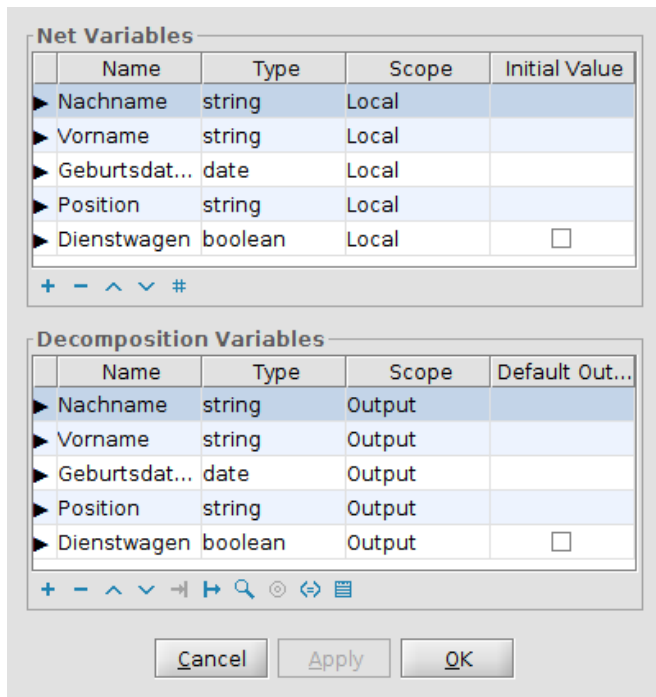 Net Variables
Name Type Scope Initial Value
Nachname string Local
Vorname string Local
Geburtsdat... date Local
Position string Local
Dienstwagen boolean Local
Decomposition Variables
Name Type Scope Default Out...
Nachname string Output
Vorname string Output
Geburtsdat... date Output
Position string Output
Dienstwagen boolean Output
Cancel Apply OK